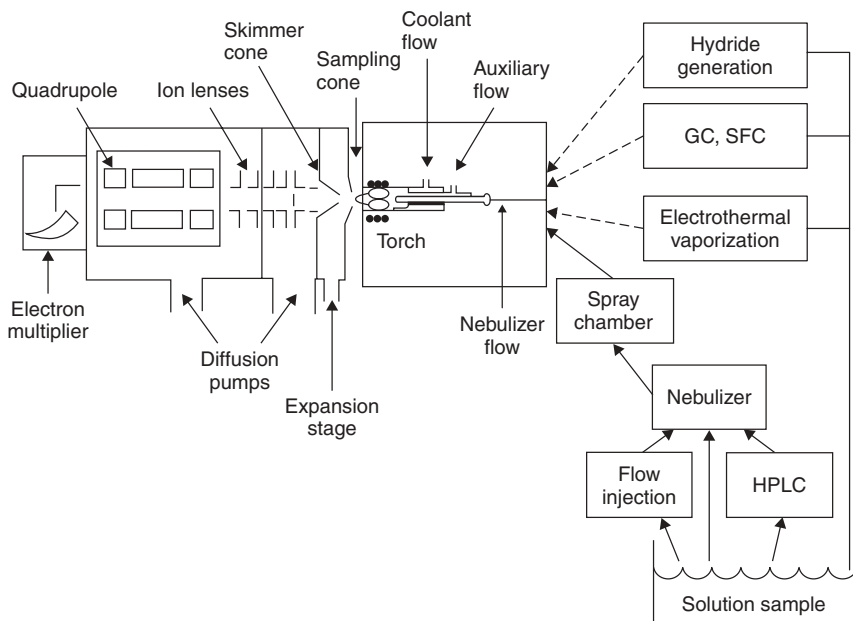 Skimmer
cone
Coolant
flow
Sampling
cone
Auxiliary
flow
Quadrupole
Ion lenses
Hydride
generation
GC, SFC
Electrothermal
vaporization
Torch
Electron
multiplier
Diffusion
pumps
Expansion
stage
Nebulizer
flow
Spray
chamber
Nebulizer
Flow
injection
HPLC
Solution sample